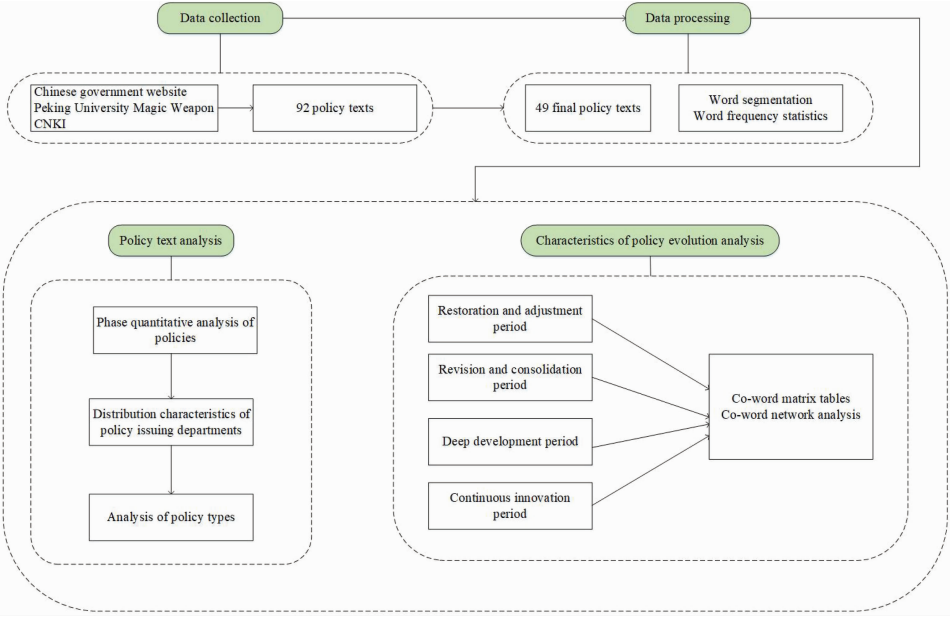 Data collection
Data processing
Chinese government website
Peking University Magic Weapon
CNKI
92 policy texts
49 final policy texts
Word segmentation
Word frequency statistics
Policy text analysis
Characteristics of policy evolution analysis
Phase quantitative analysis of
policies
Distribution characteristics of
policy issuing departments
Analysis of policy types
Restoration and adjustment
period
Revision and consolidation
period
Deep development period
Continuous innovation
period
Co-word matrix tables
Co-word network analysis